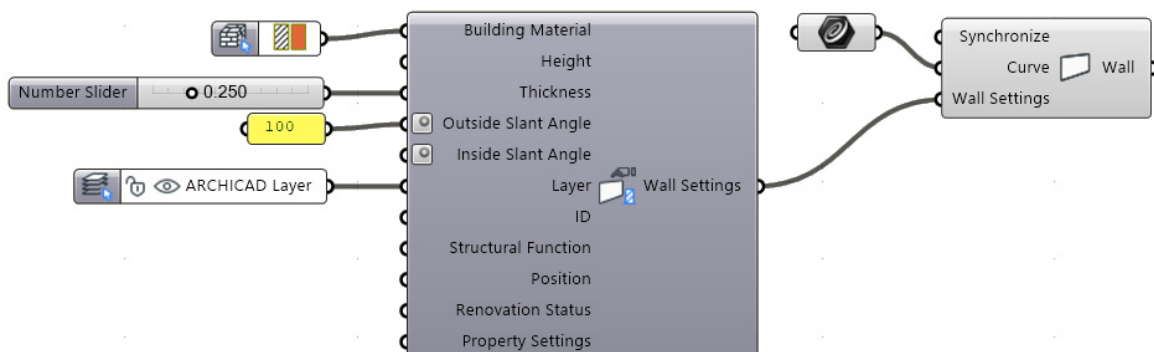 Building Material
Height
Number Slider 0.250 Thickness
100 Outside Slant Angle
Inside Slant Angle
ARCHICAD Layer Layer Wall Settings
ID
Structural Function
Position
Renovation Status
Property Settings
Synchronize
Curve Wall
Wall Settings